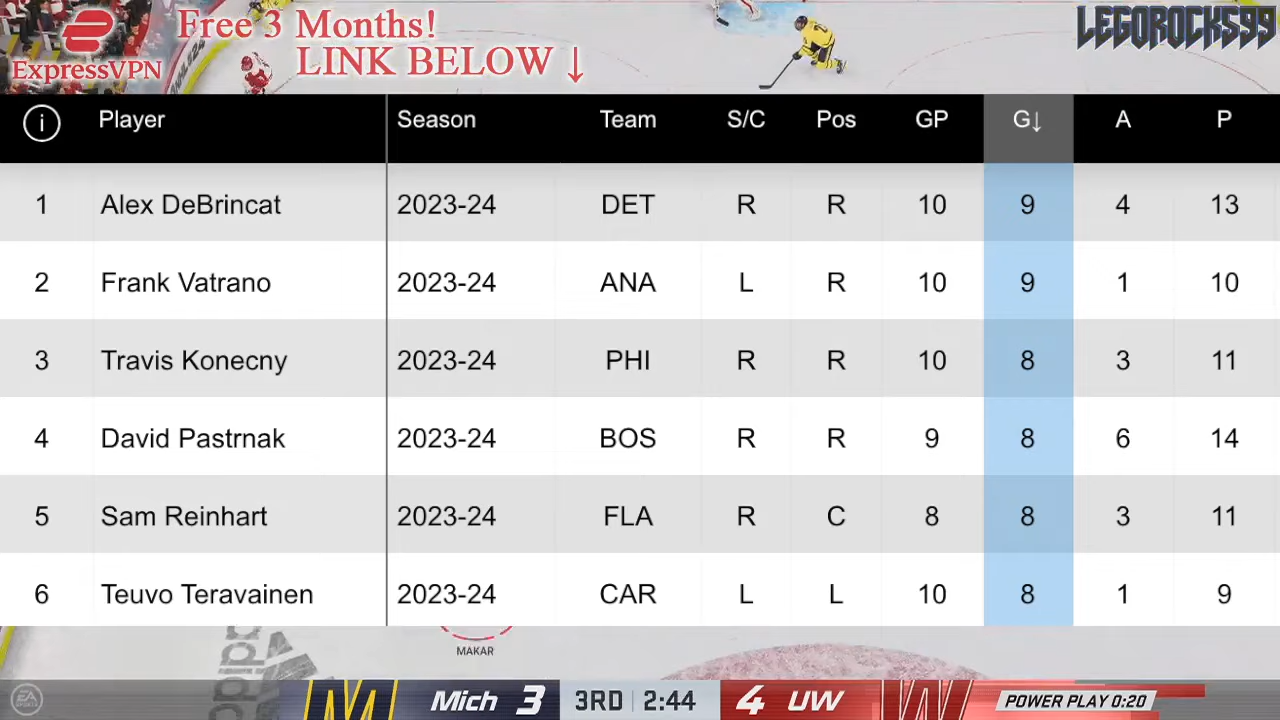 Free 3 Months!
LINK BELOW ↓
ExpressVPN
LEGOROCKS99
i Player Season Team S/C Pos GP G↓ A P
1 Alex DeBrincat 2023-24 DET R R 10 9 4 13
2 Frank Vatrano 2023-24 ANA L R 10 9 1 10
3 Travis Konecny 2023-24 PHI R R 10 8 3 11
4 David Pastrnak 2023-24 BOS R R 9 8 6 14
5 Sam Reinhart 2023-24 FLA R C 8 8 3 11
6 Teuvo Teravainen 2023-24 CAR L L 10 8 1 9
MAKAR
EA SPORTS M Mich 3 3RD 2:44 4 UW W POWER PLAY 0:20